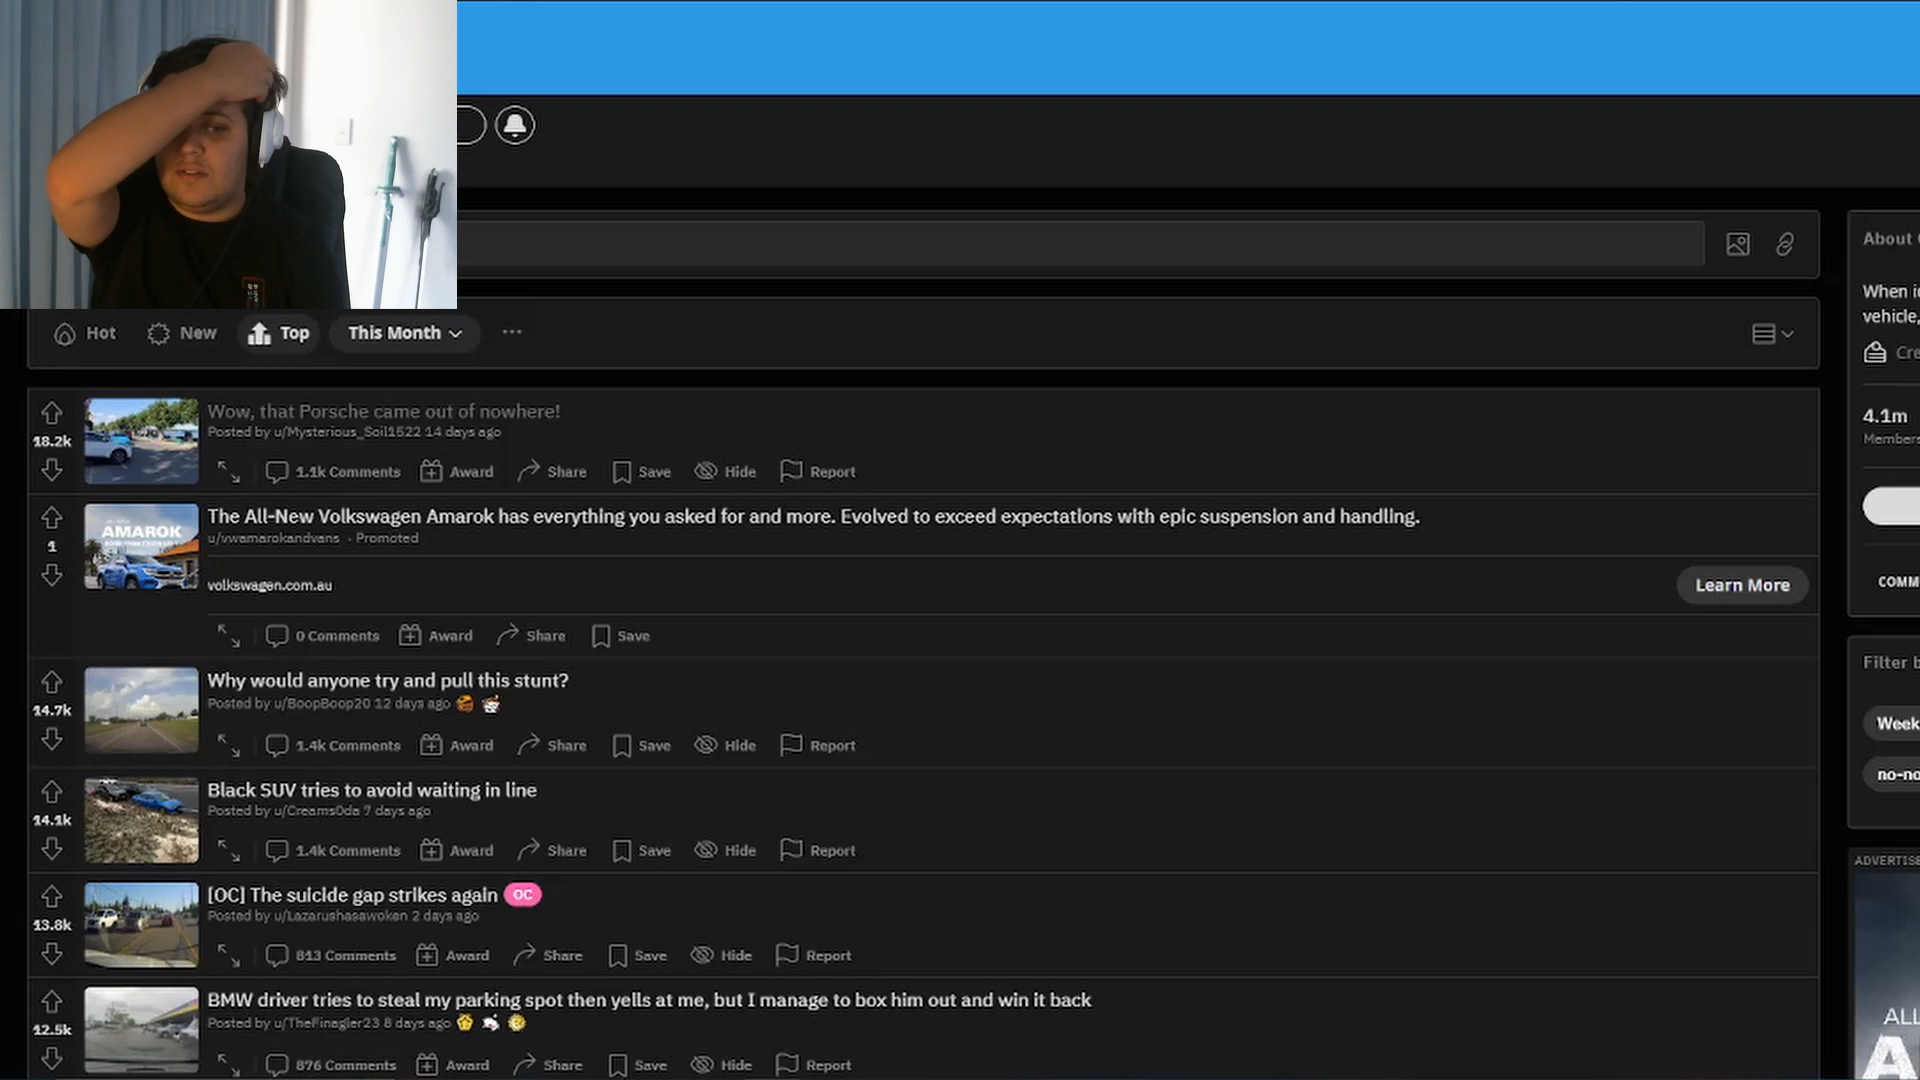 Hot New Top This Month
About
When
vehicle,
Cre
4.1m
Members
COMM
Filter b
Week
no-no
ADVERTISE
ALL
A
18.2k
Wow, that Porsche came out of nowhere!
Posted by u/Mysterious_Soil1522 14 days ago
1.1k Comments Award Share Save Hide Report
1
AMAROK
The All-New Volkswagen Amarok has everything you asked for and more. Evolved to exceed expectations with epic suspension and handling.
u/vwamarokandvans · Promoted
volkswagen.com.au
Learn More
0 Comments Award Share Save
14.7k
Why would anyone try and pull this stunt?
Posted by u/BoopBoop20 12 days ago
1.4k Comments Award Share Save Hide Report
14.1k
Black SUV tries to avoid waiting in line
Posted by u/Creams0da 7 days ago
1.4k Comments Award Share Save Hide Report
13.8k
[OC] The suicide gap strikes again OC
Posted by u/Lazarushasawoken 2 days ago
813 Comments Award Share Save Hide Report
12.5k
BMW driver tries to steal my parking spot then yells at me, but I manage to box him out and win it back
Posted by u/TheFinagler23 8 days ago
876 Comments Award Share Save Hide Report